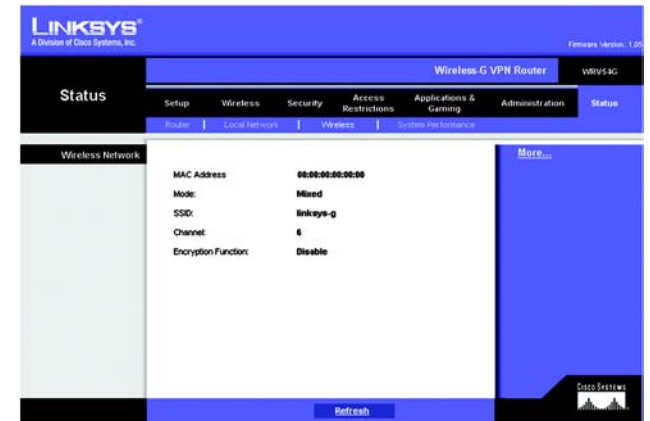 LINKSYS®
A Division of Cisco Systems, Inc.
Firmware Version: 1.05
Wireless-G VPN Router WRV54G
Status
Setup Wireless Security Access Restrictions Applications & Gaming Administration Status
Router | Local Network | Wireless | System Performance
Wireless Network
More...
MAC Address 00:00:00:00:00:00
Mode: Mixed
SSID: linksys-g
Channel: 6
Encryption Function: Disable
Refresh
CISCO SYSTEMS